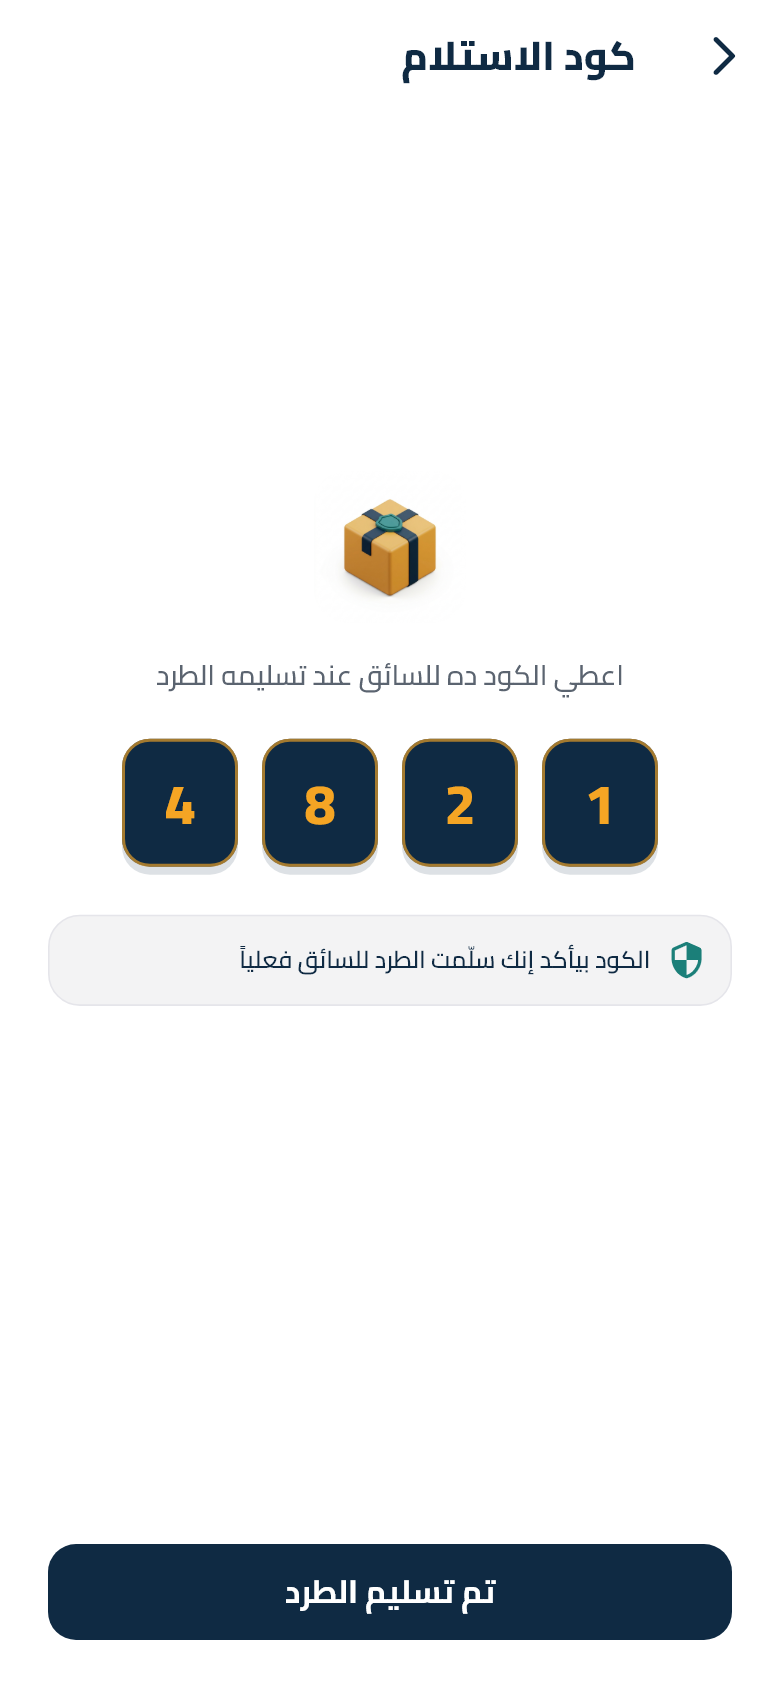 كود الاستلام
اعطي الكود ده للسائق عند تسليمه الطرد
1 2 8 4
الكود بيأكد إنك سلّمت الطرد للسائق فعلياً
تم تسليم الطرد